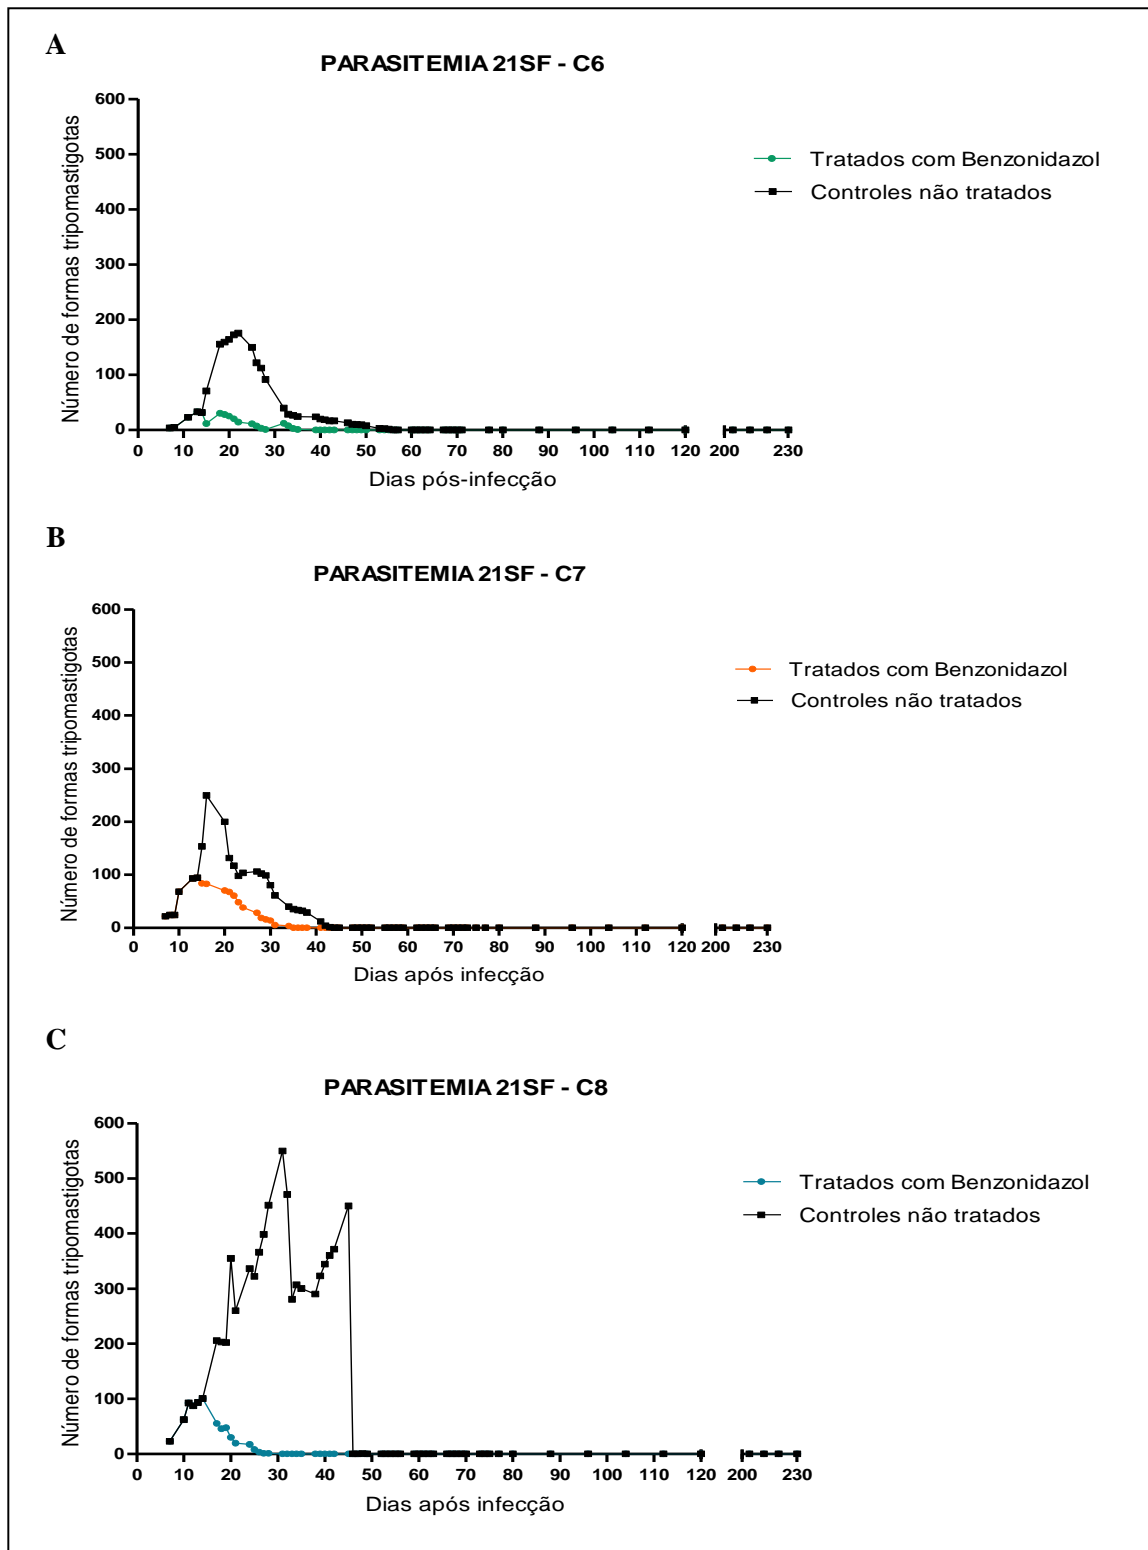 A
PARASITEMIA 21SF - C6
Número de formas tripomastigotas
600
500
400
300
200
100
0
0 10 20 30 40 50 60 70 80 90 100 110 120 200 230
Dias pós-infecção
Tratados com Benzonidazol
Controles não tratados
B
PARASITEMIA 21SF - C7
Número de formas tripomastigotas
600
500
400
300
200
100
0
0 10 20 30 40 50 60 70 80 90 100 110 120 200 230
Dias após infecção
Tratados com Benzonidazol
Controles não tratados
C
PARASITEMIA 21SF - C8
Número de formas tripomastigotas
600
500
400
300
200
100
0
0 10 20 30 40 50 60 70 80 90 100 110 120 200 230
Dias após infecção
Tratados com Benzonidazol
Controles não tratados